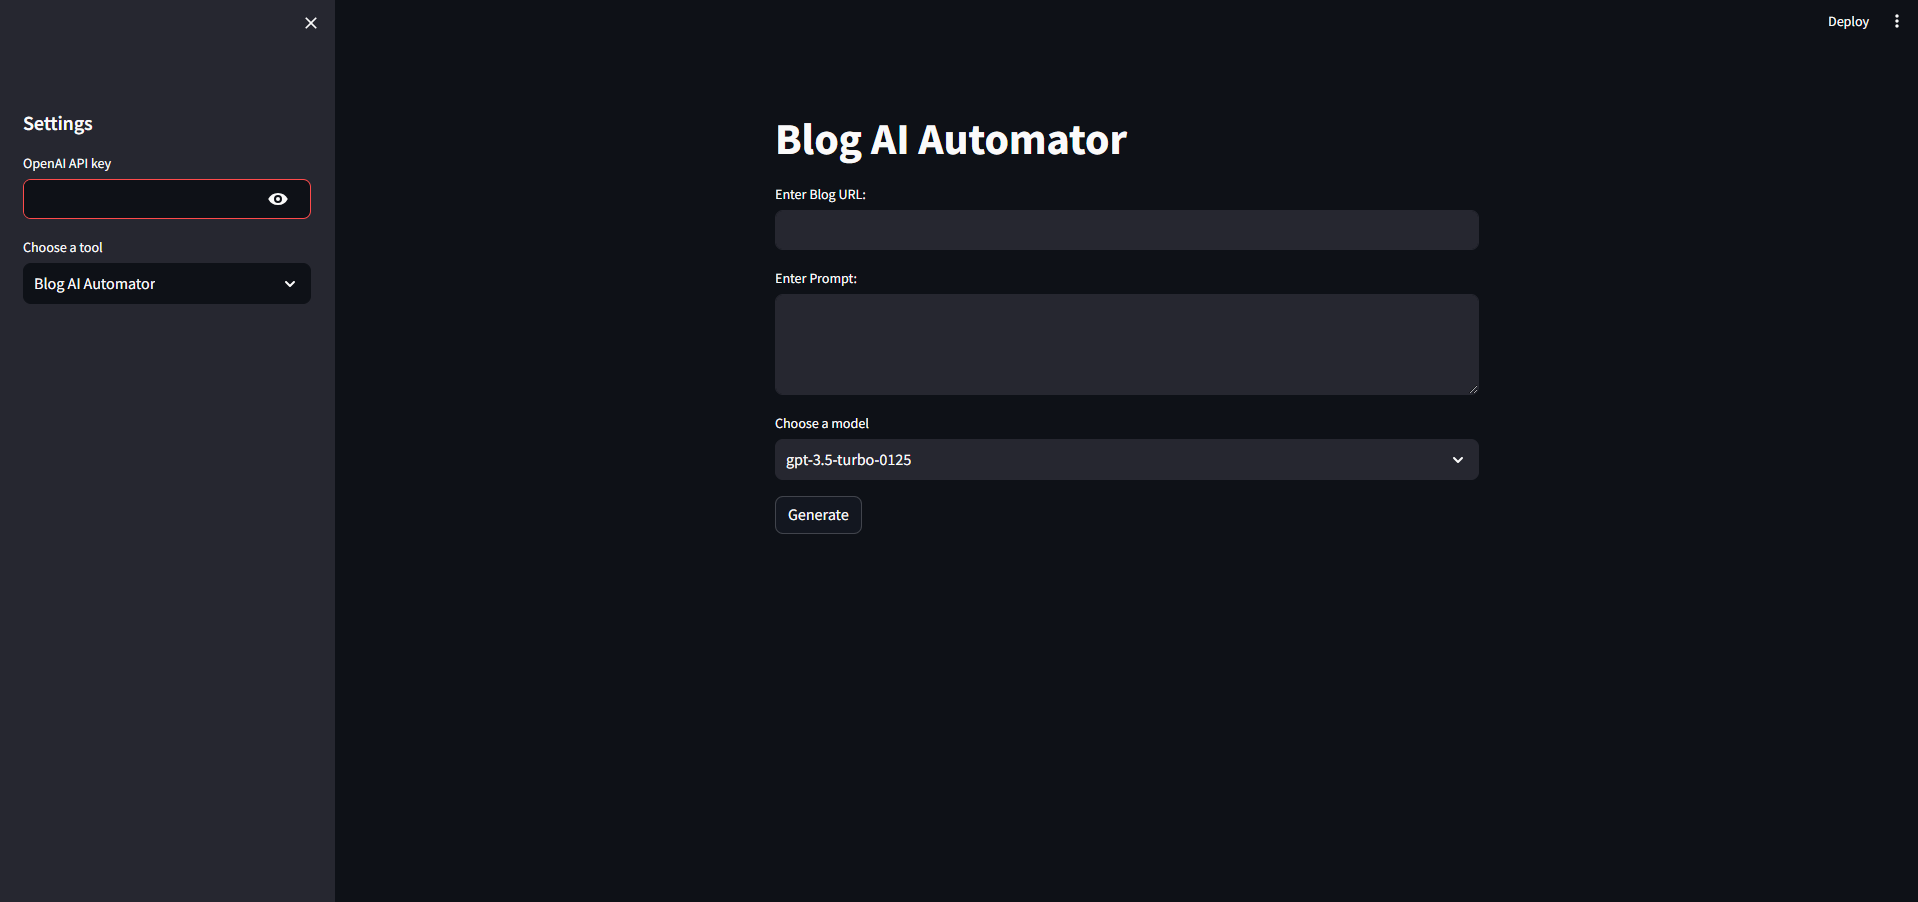 Deploy
Settings
OpenAI API key
Choose a tool
Blog AI Automator
Blog AI Automator
Enter Blog URL:
Enter Prompt:
Choose a model
gpt-3.5-turbo-0125
Generate